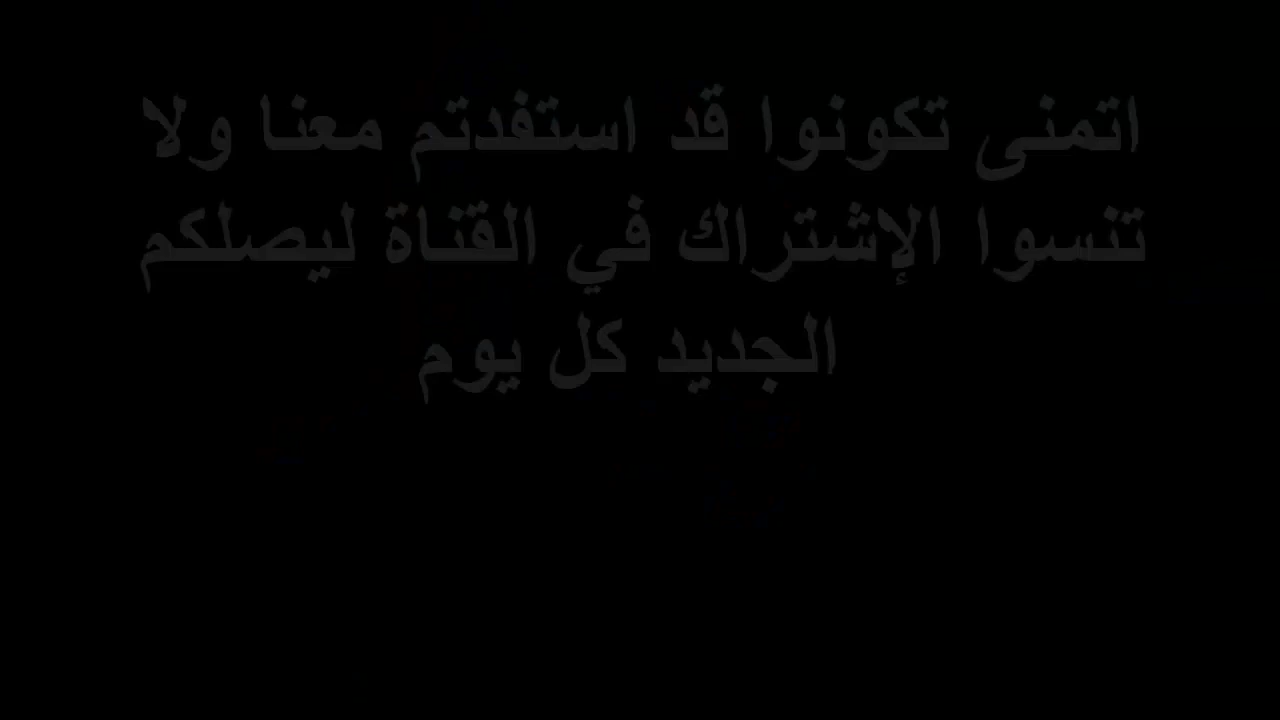 اتمنى تكونوا قد استفدتم معنا ولا
تنسوا الإشتراك في القناة ليصلكم
الجديد كل يوم